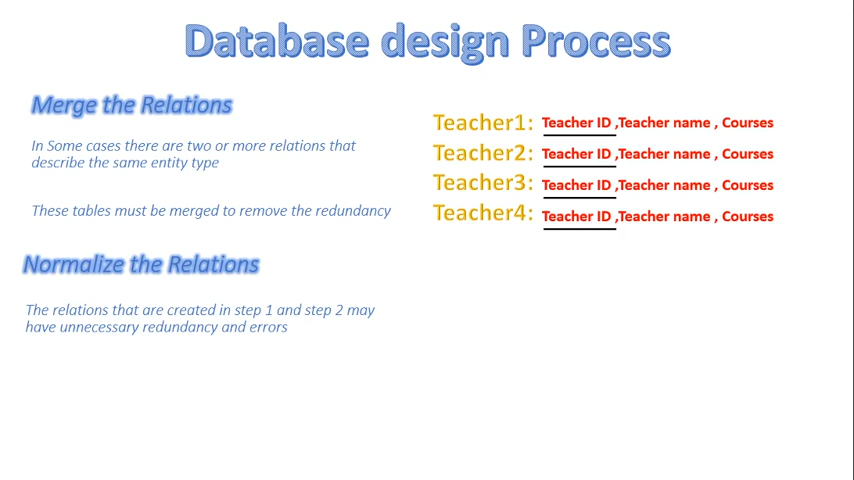 Database design Process
Merge the Relations
In Some cases there are two or more relations that
describe the same entity type
These tables must be merged to remove the redundancy
Normalize the Relations
The relations that are created in step 1 and step 2 may
have unnecessary redundancy and errors
Teacher1: Teacher ID ,Teacher name , Courses
Teacher2: Teacher ID ,Teacher name , Courses
Teacher3: Teacher ID ,Teacher name , Courses
Teacher4: Teacher ID ,Teacher name , Courses